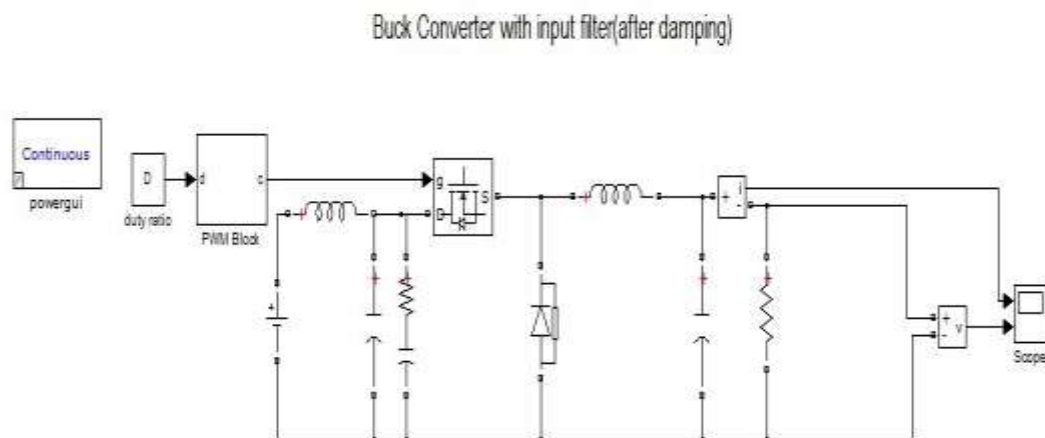 Buck Converter with input filter(after damping)
Continuous
powergui
D
duty ratio
d
c
PWM Block
g
D
S
i
v
Scope